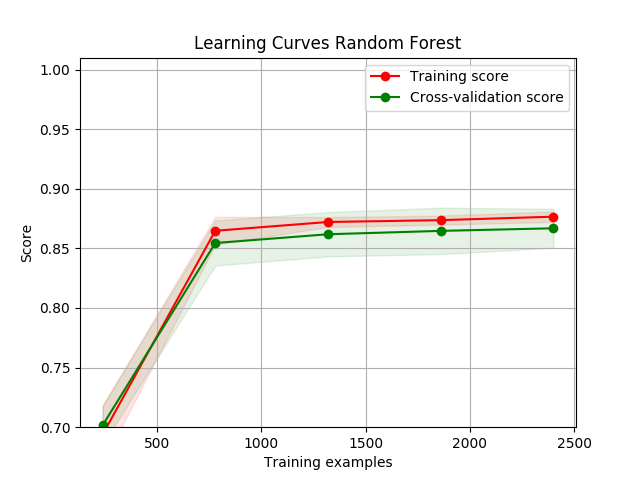 Learning Curves Random Forest
Training score
Cross-validation score
1.00
0.95
0.90
0.85
0.80
0.75
0.70
Score
500
1000
1500
2000
2500
Training examples